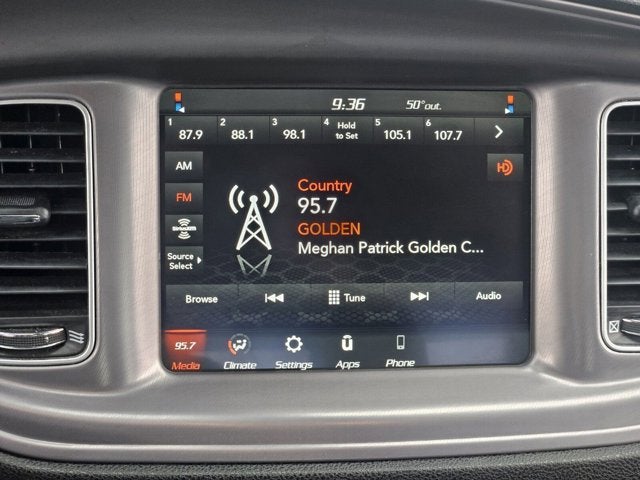 9:36 50°out.
1 87.9 2 88.1 3 98.1 4 Hold to Set 5 105.1 6 107.7
AM
HD
Country
FM
95.7
GOLDEN
SiriusXM
Meghan Patrick Golden C...
Source
Select
Browse Tune Audio
95.7
Media Climate Settings Apps Phone